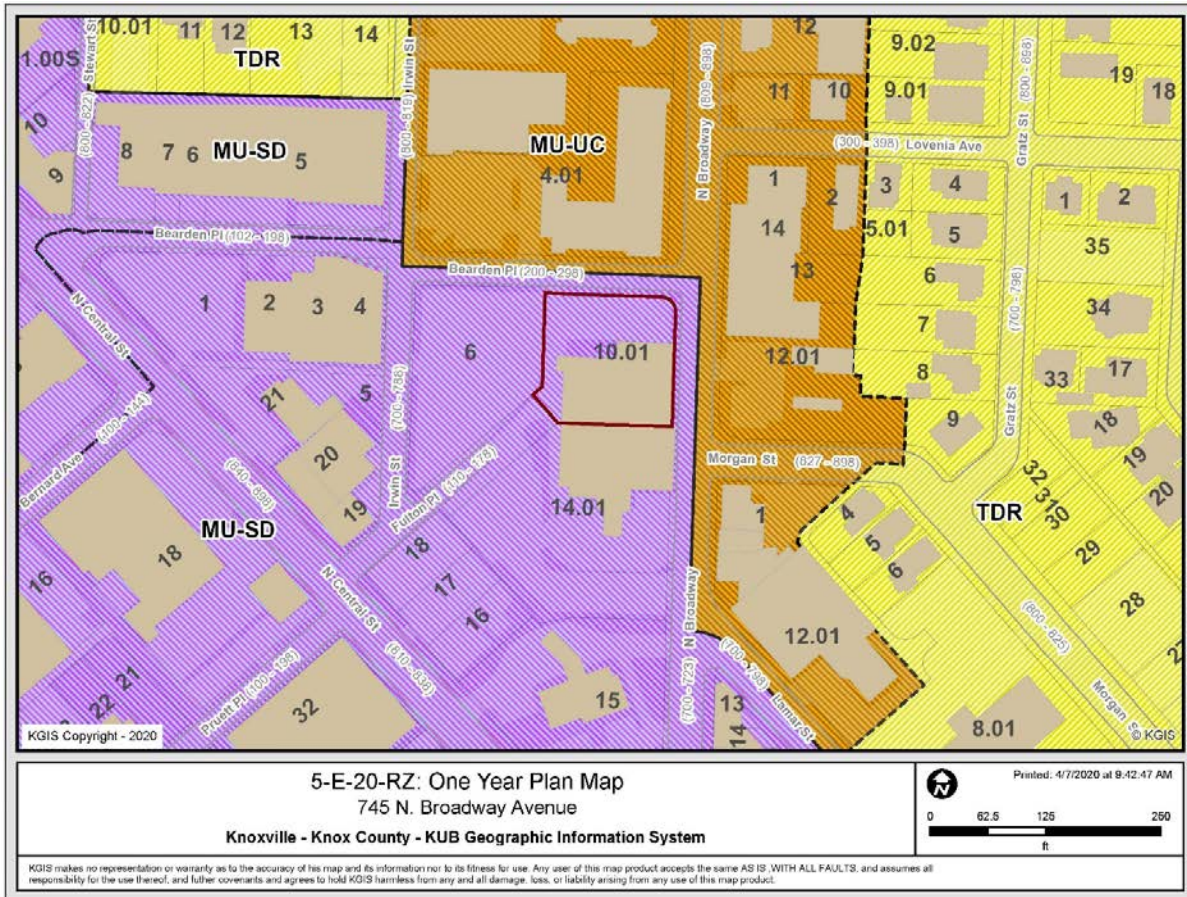 10.01
11
12
13
14
TDR
1.00S
Stewart St
(800 - 822)
Irwin St
(800 - 819)
10
9
8
7
6
5
MU-SD
MU-UC
4.01
N Broadway
(809 - 898)
12
11
10
9.02
9.01
Gratz St
(800 - 898)
19
18
(300 - 398) Lovenia Ave
1
2
3
4
5.01
5
6
7
8
9
14
13
12.01
1
2
35
34
33
17
18
19
20
(700 - 798)
Gratz St
Bearden Pl (102 - 198)
Bearden Pl (200 - 298)
1
2
3
4
5
6
10.01
N Central St
21
20
19
Irwin St
(700 - 788)
Fulton Pl (110 - 178)
14.01
Morgan St (827 - 898)
Bernard Ave
(840 - 898)
MU-SD
18
16
18
17
16
N Central St
(810 - 836)
Pruett Pl (100 - 198)
21
22
32
15
N Broadway
(700 - 723)
(700 - 798)
Lamar St
13
14
1
12.01
4
5
6
TDR
32
31
30
29
28
(800 - 825)
8.01
KGIS Copyright - 2020
© KGIS
5-E-20-RZ: One Year Plan Map
745 N. Broadway Avenue
Knoxville - Knox County - KUB Geographic Information System
N
Printed: 4/7/2020 at 9:42:47 AM
0 62.5 125 250
ft
KGIS makes no representation or warranty as to the accuracy of his map and its information nor to its fitness for use. Any user of this map product accepts the same AS IS ,WITH ALL FAULTS, and assumes all
responsibility for the use thereof, and futher covenants and agrees to hold KGIS harmless from any and all damage, loss, or liability arising from any use of this map product.